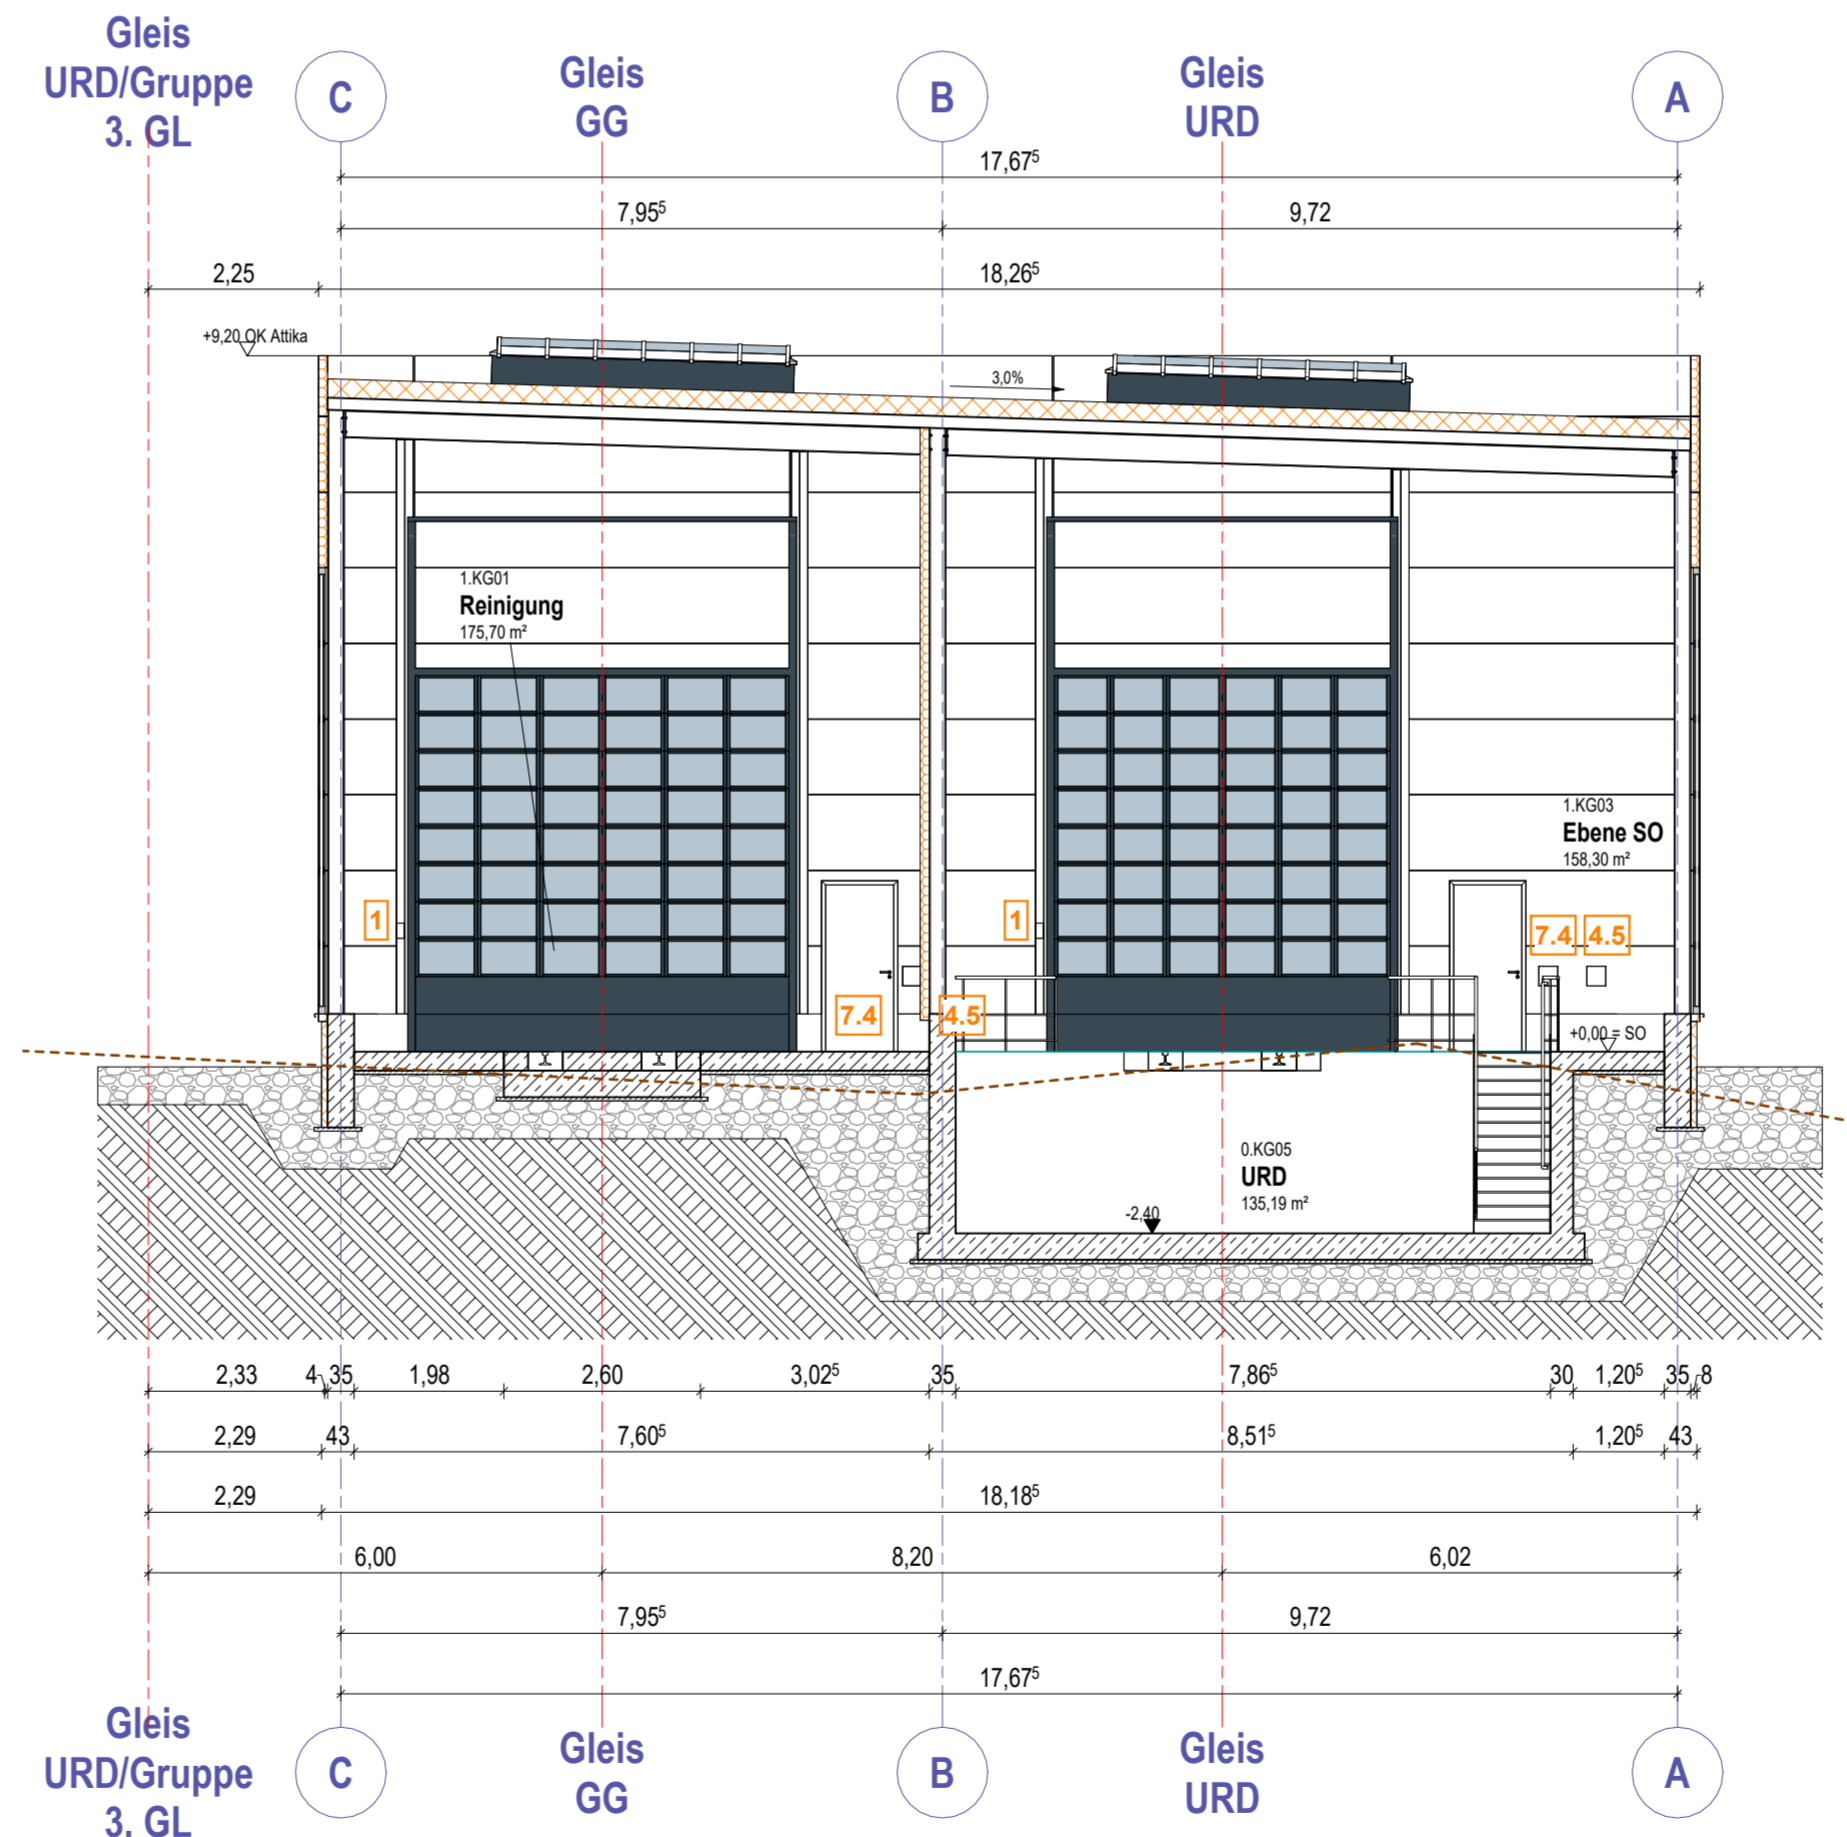 Gleis
URD/Gruppe
3. GL
C
Gleis
GG
B
Gleis
URD
A
17,67⁵
7,95⁵
9,72
2,25
18,26⁵
+9,20 OK Attika
3,0%
1.KG01
Reinigung
175,70 m²
1.KG03
Ebene SO
158,30 m²
1
1
7.4
4.5
7.4
4.5
+0,00 = SO
0.KG05
URD
135,19 m²
-2,40
2,33
4
35
1,98
2,60
3,02⁵
35
7,86⁵
30
1,20⁵
35
8
2,29
43
7,60⁵
8,51⁵
1,20⁵
43
2,29
18,18⁵
6,00
8,20
6,02
7,95⁵
9,72
17,67⁵
Gleis
URD/Gruppe
3. GL
C
Gleis
GG
B
Gleis
URD
A